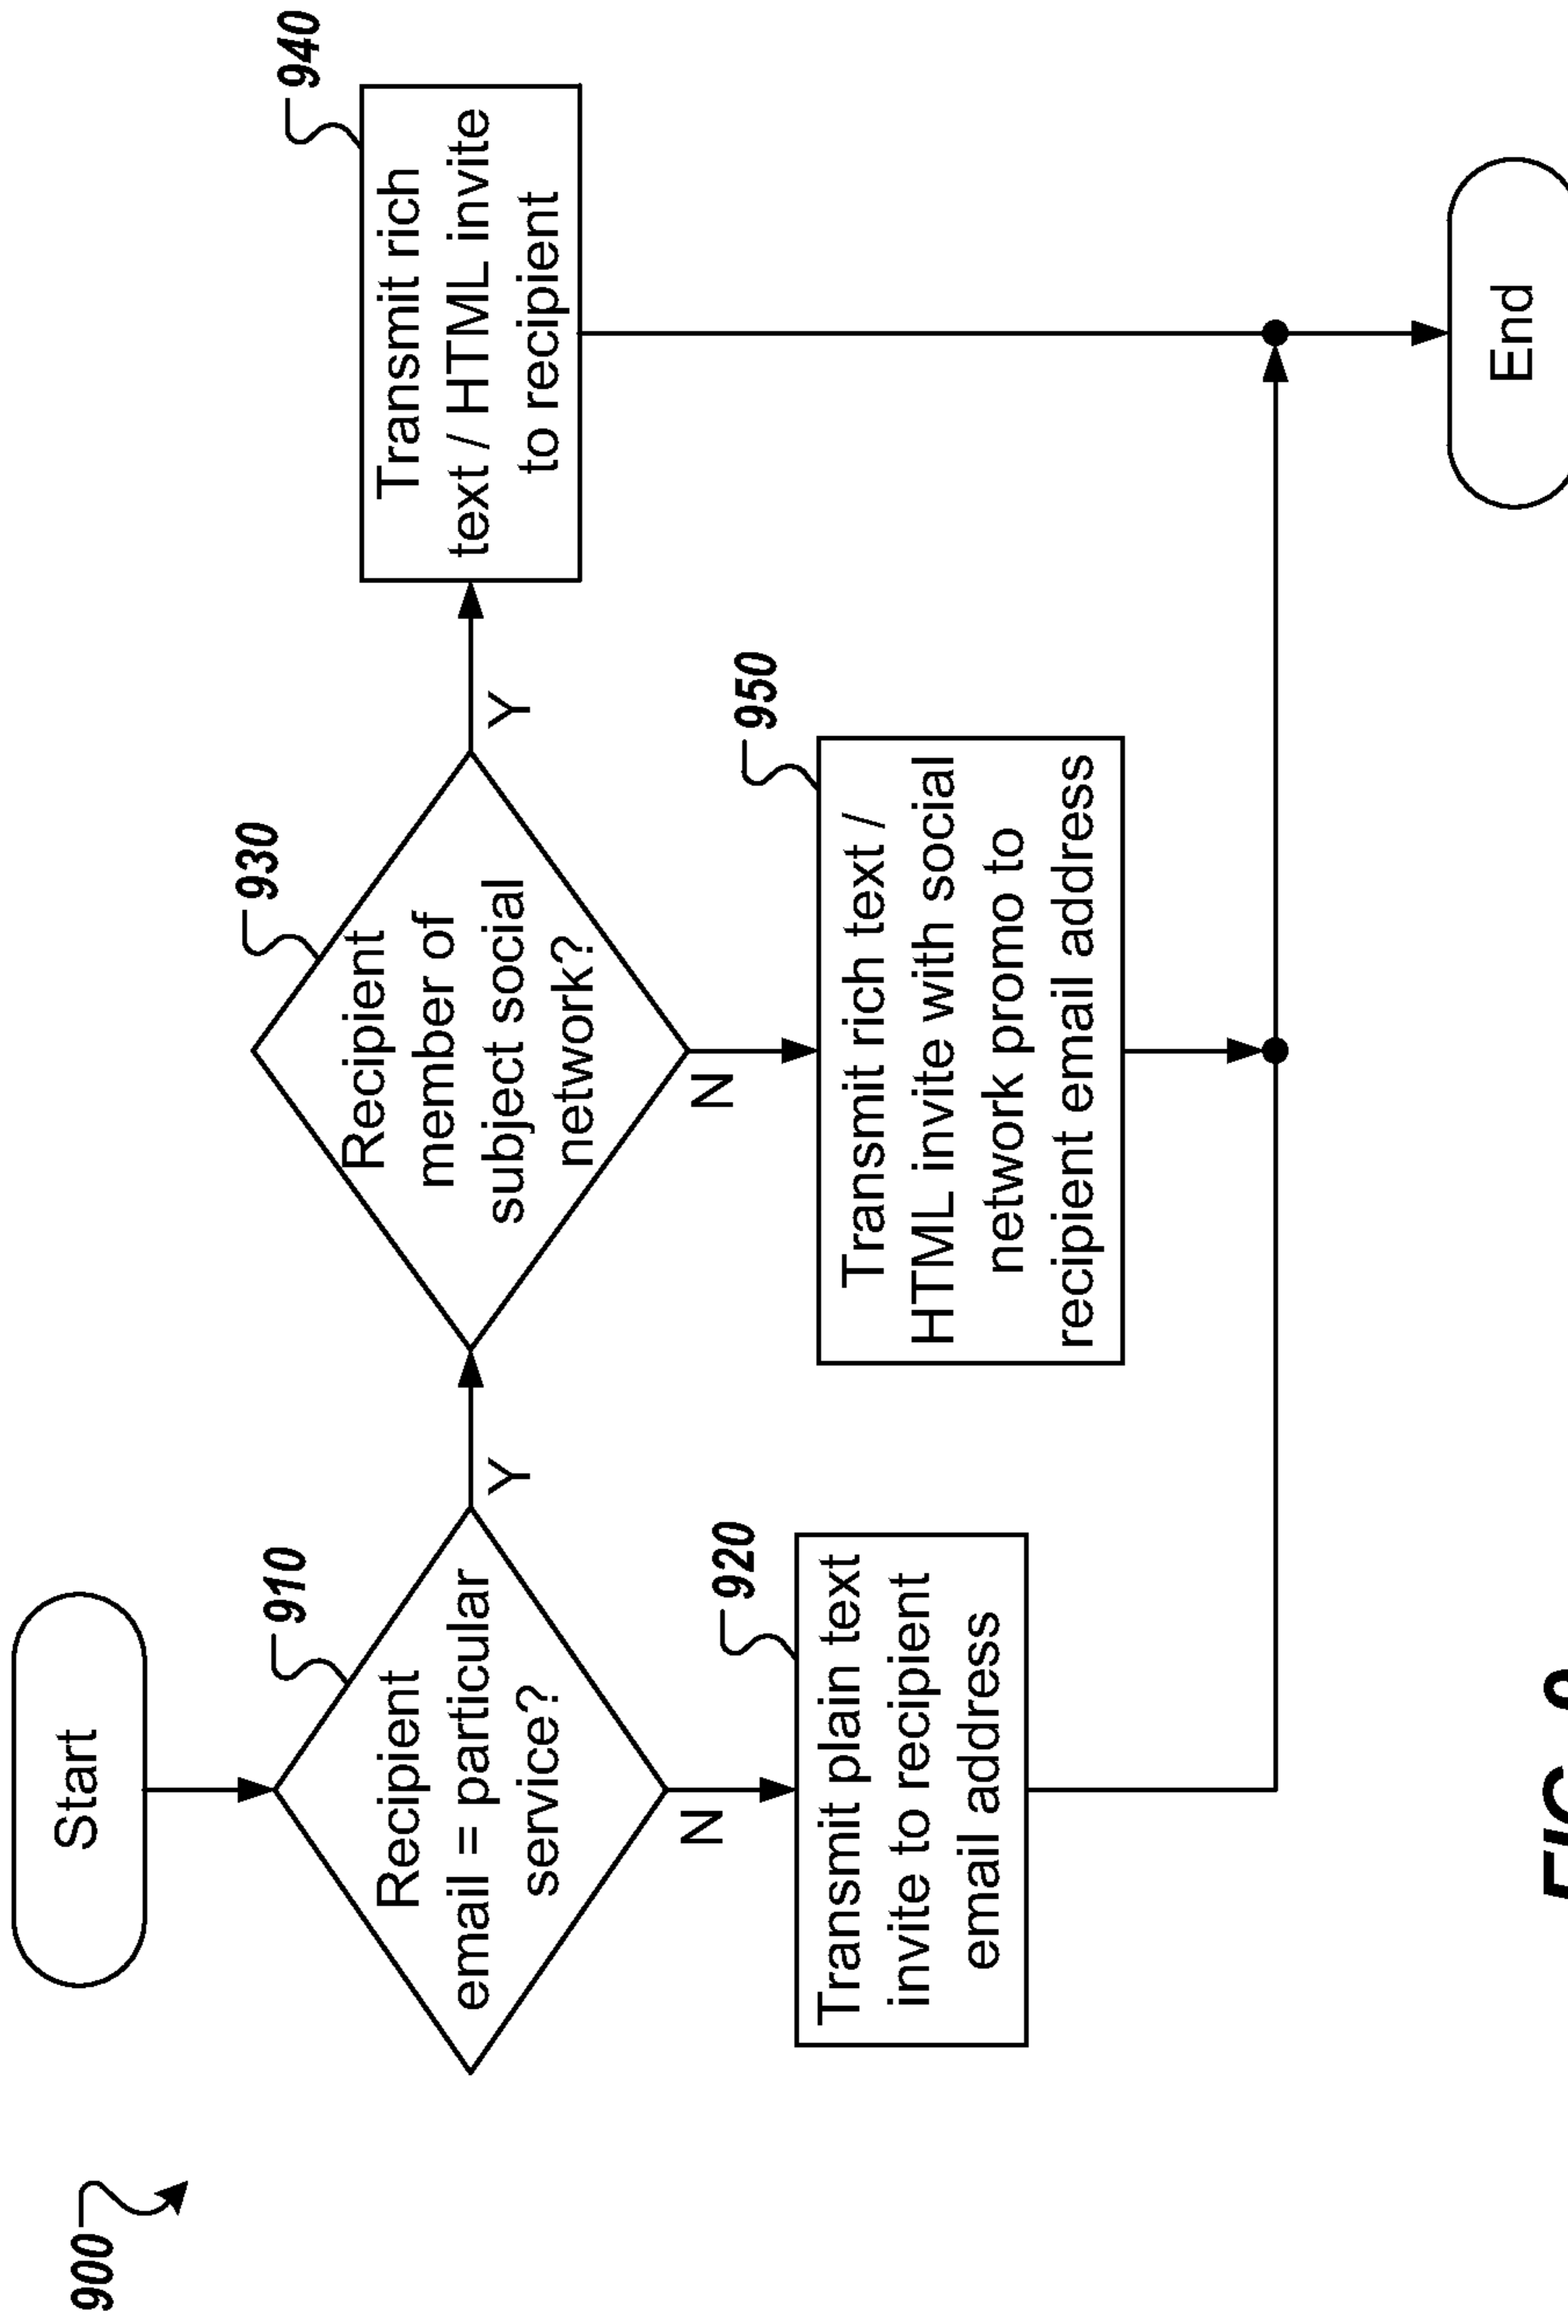 900
Start
910
Recipient
email = particular
service?
Y
N
920
Transmit plain text
invite to recipient
email address
930
Recipient
member of
subject social
network?
Y
N
940
Transmit rich
text / HTML invite
to recipient
950
Transmit rich text /
HTML invite with social
network promo to
recipient email address
End